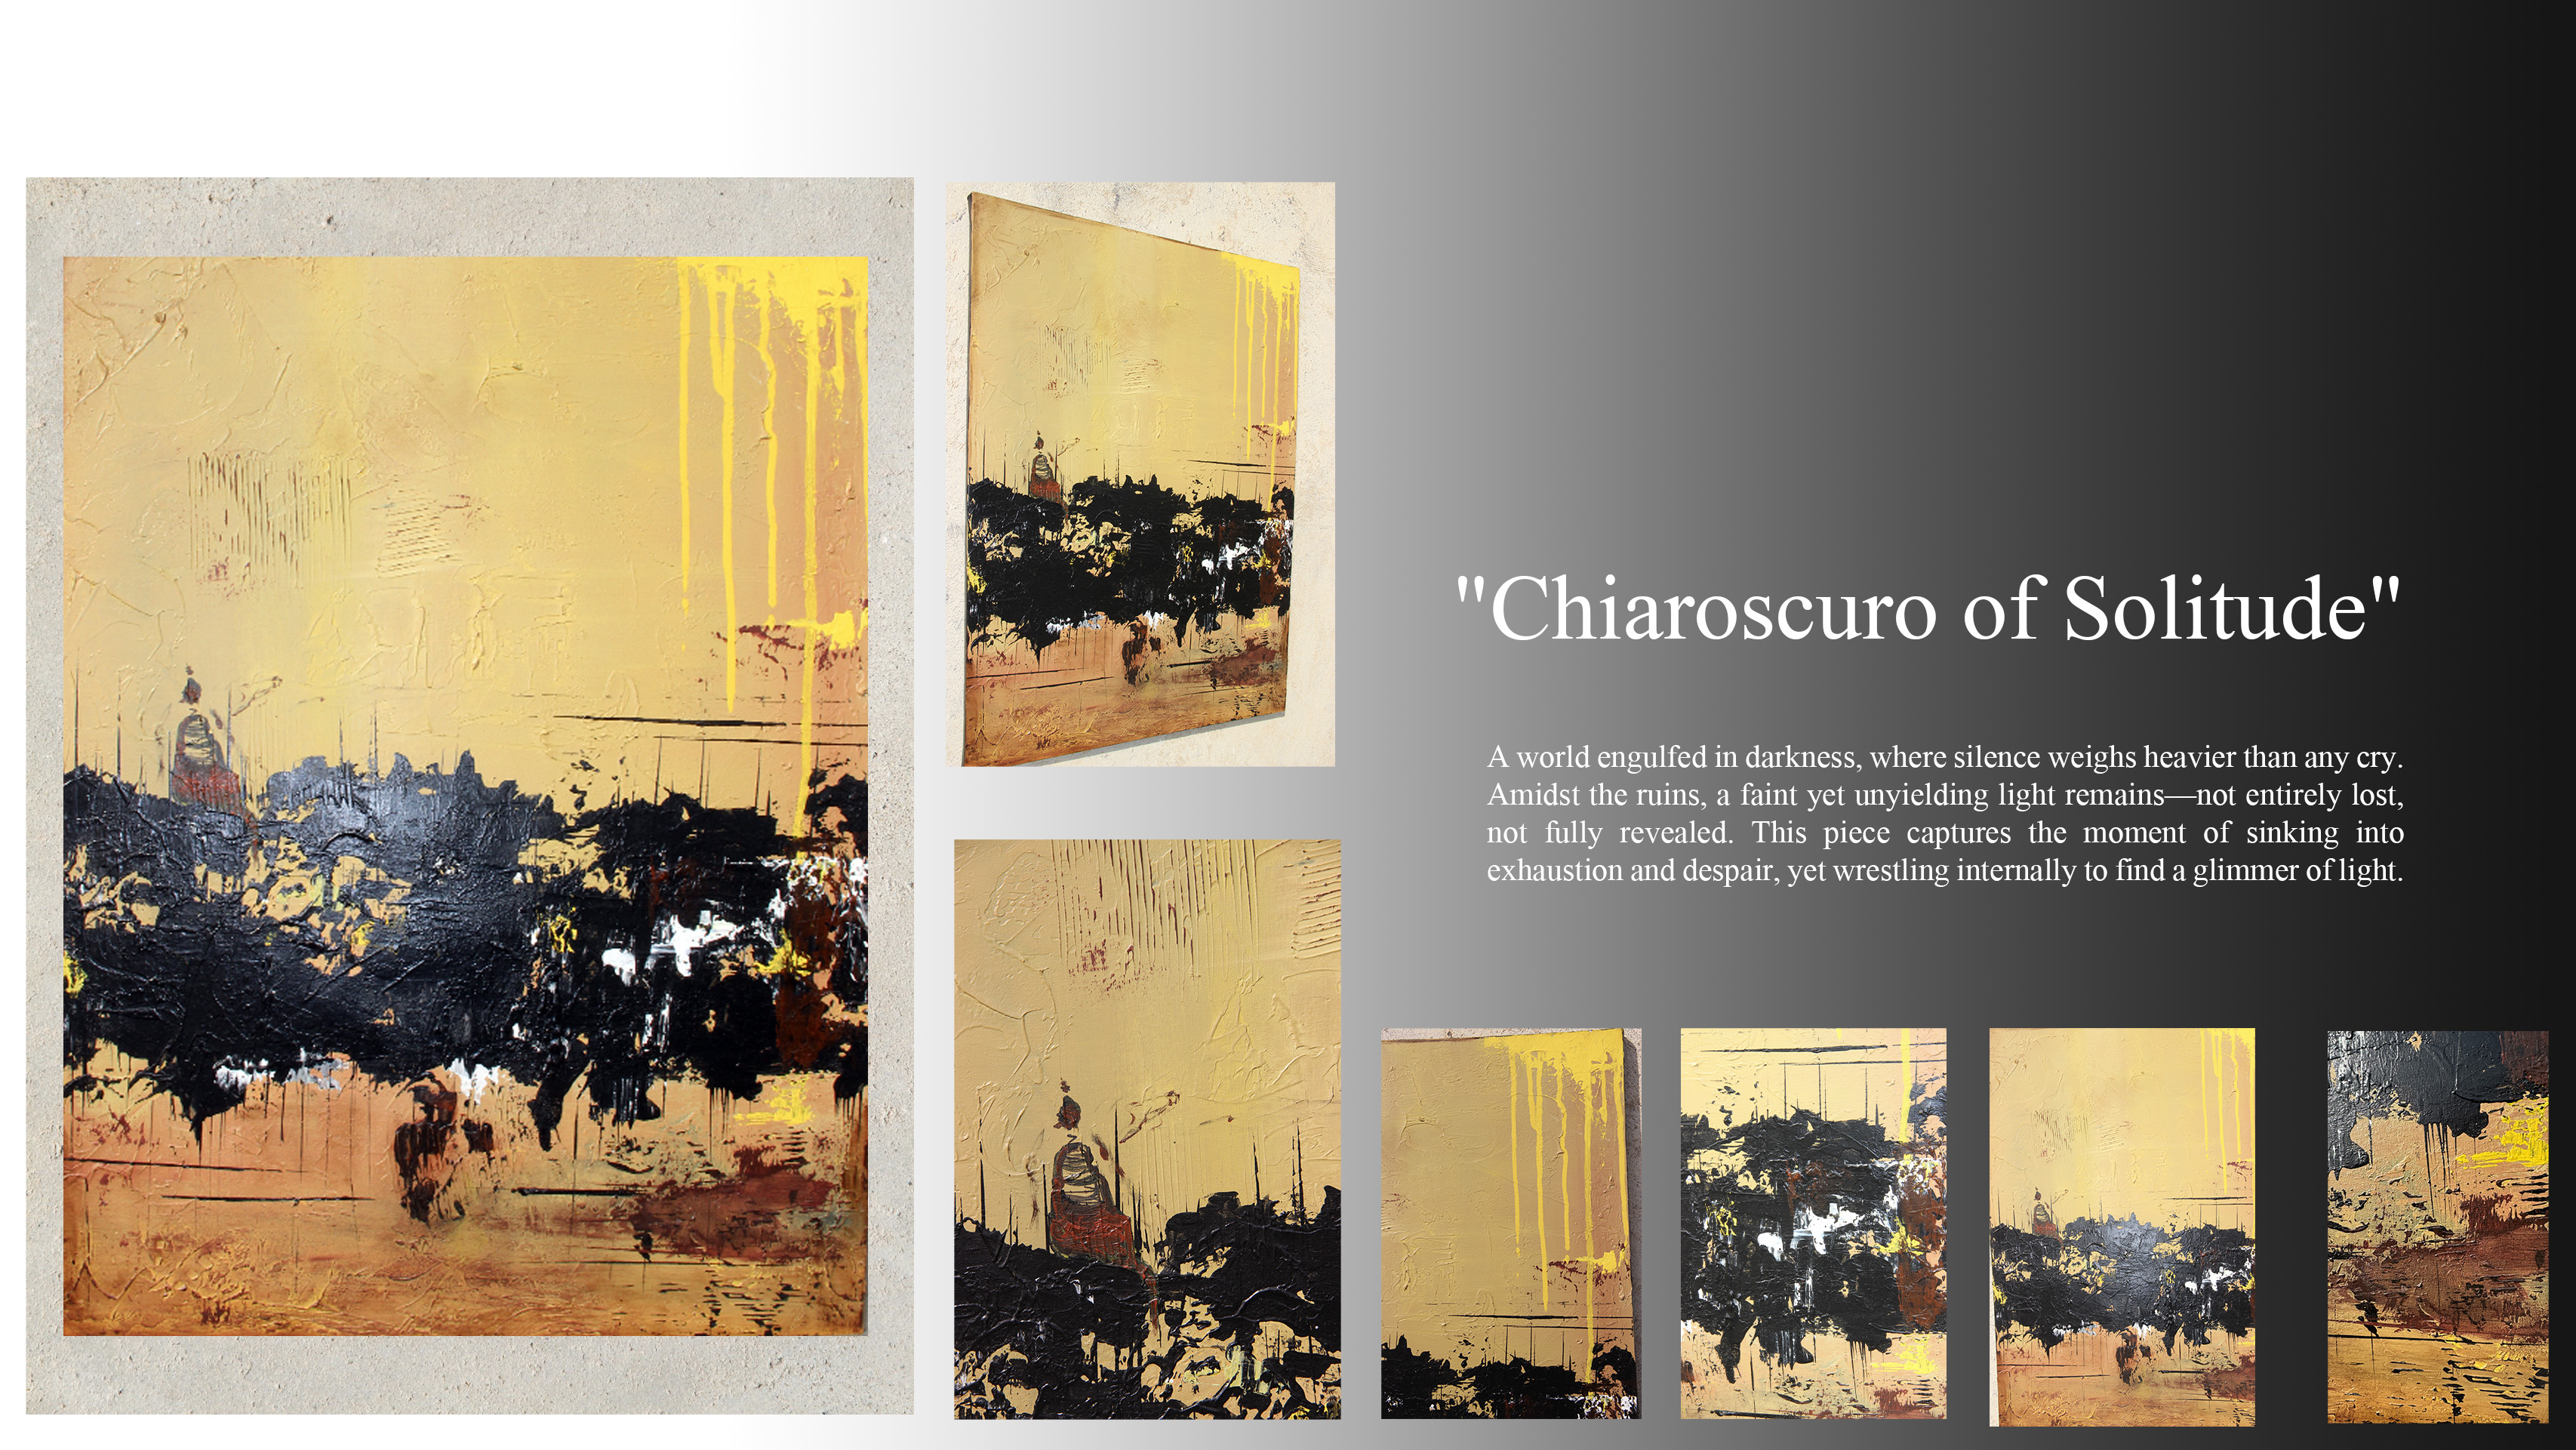 "Chiaroscuro of Solitude"
A world engulfed in darkness, where silence weighs heavier than any cry.
Amidst the ruins, a faint yet unyielding light remains—not entirely lost,
not fully revealed. This piece captures the moment of sinking into
exhaustion and despair, yet wrestling internally to find a glimmer of light.